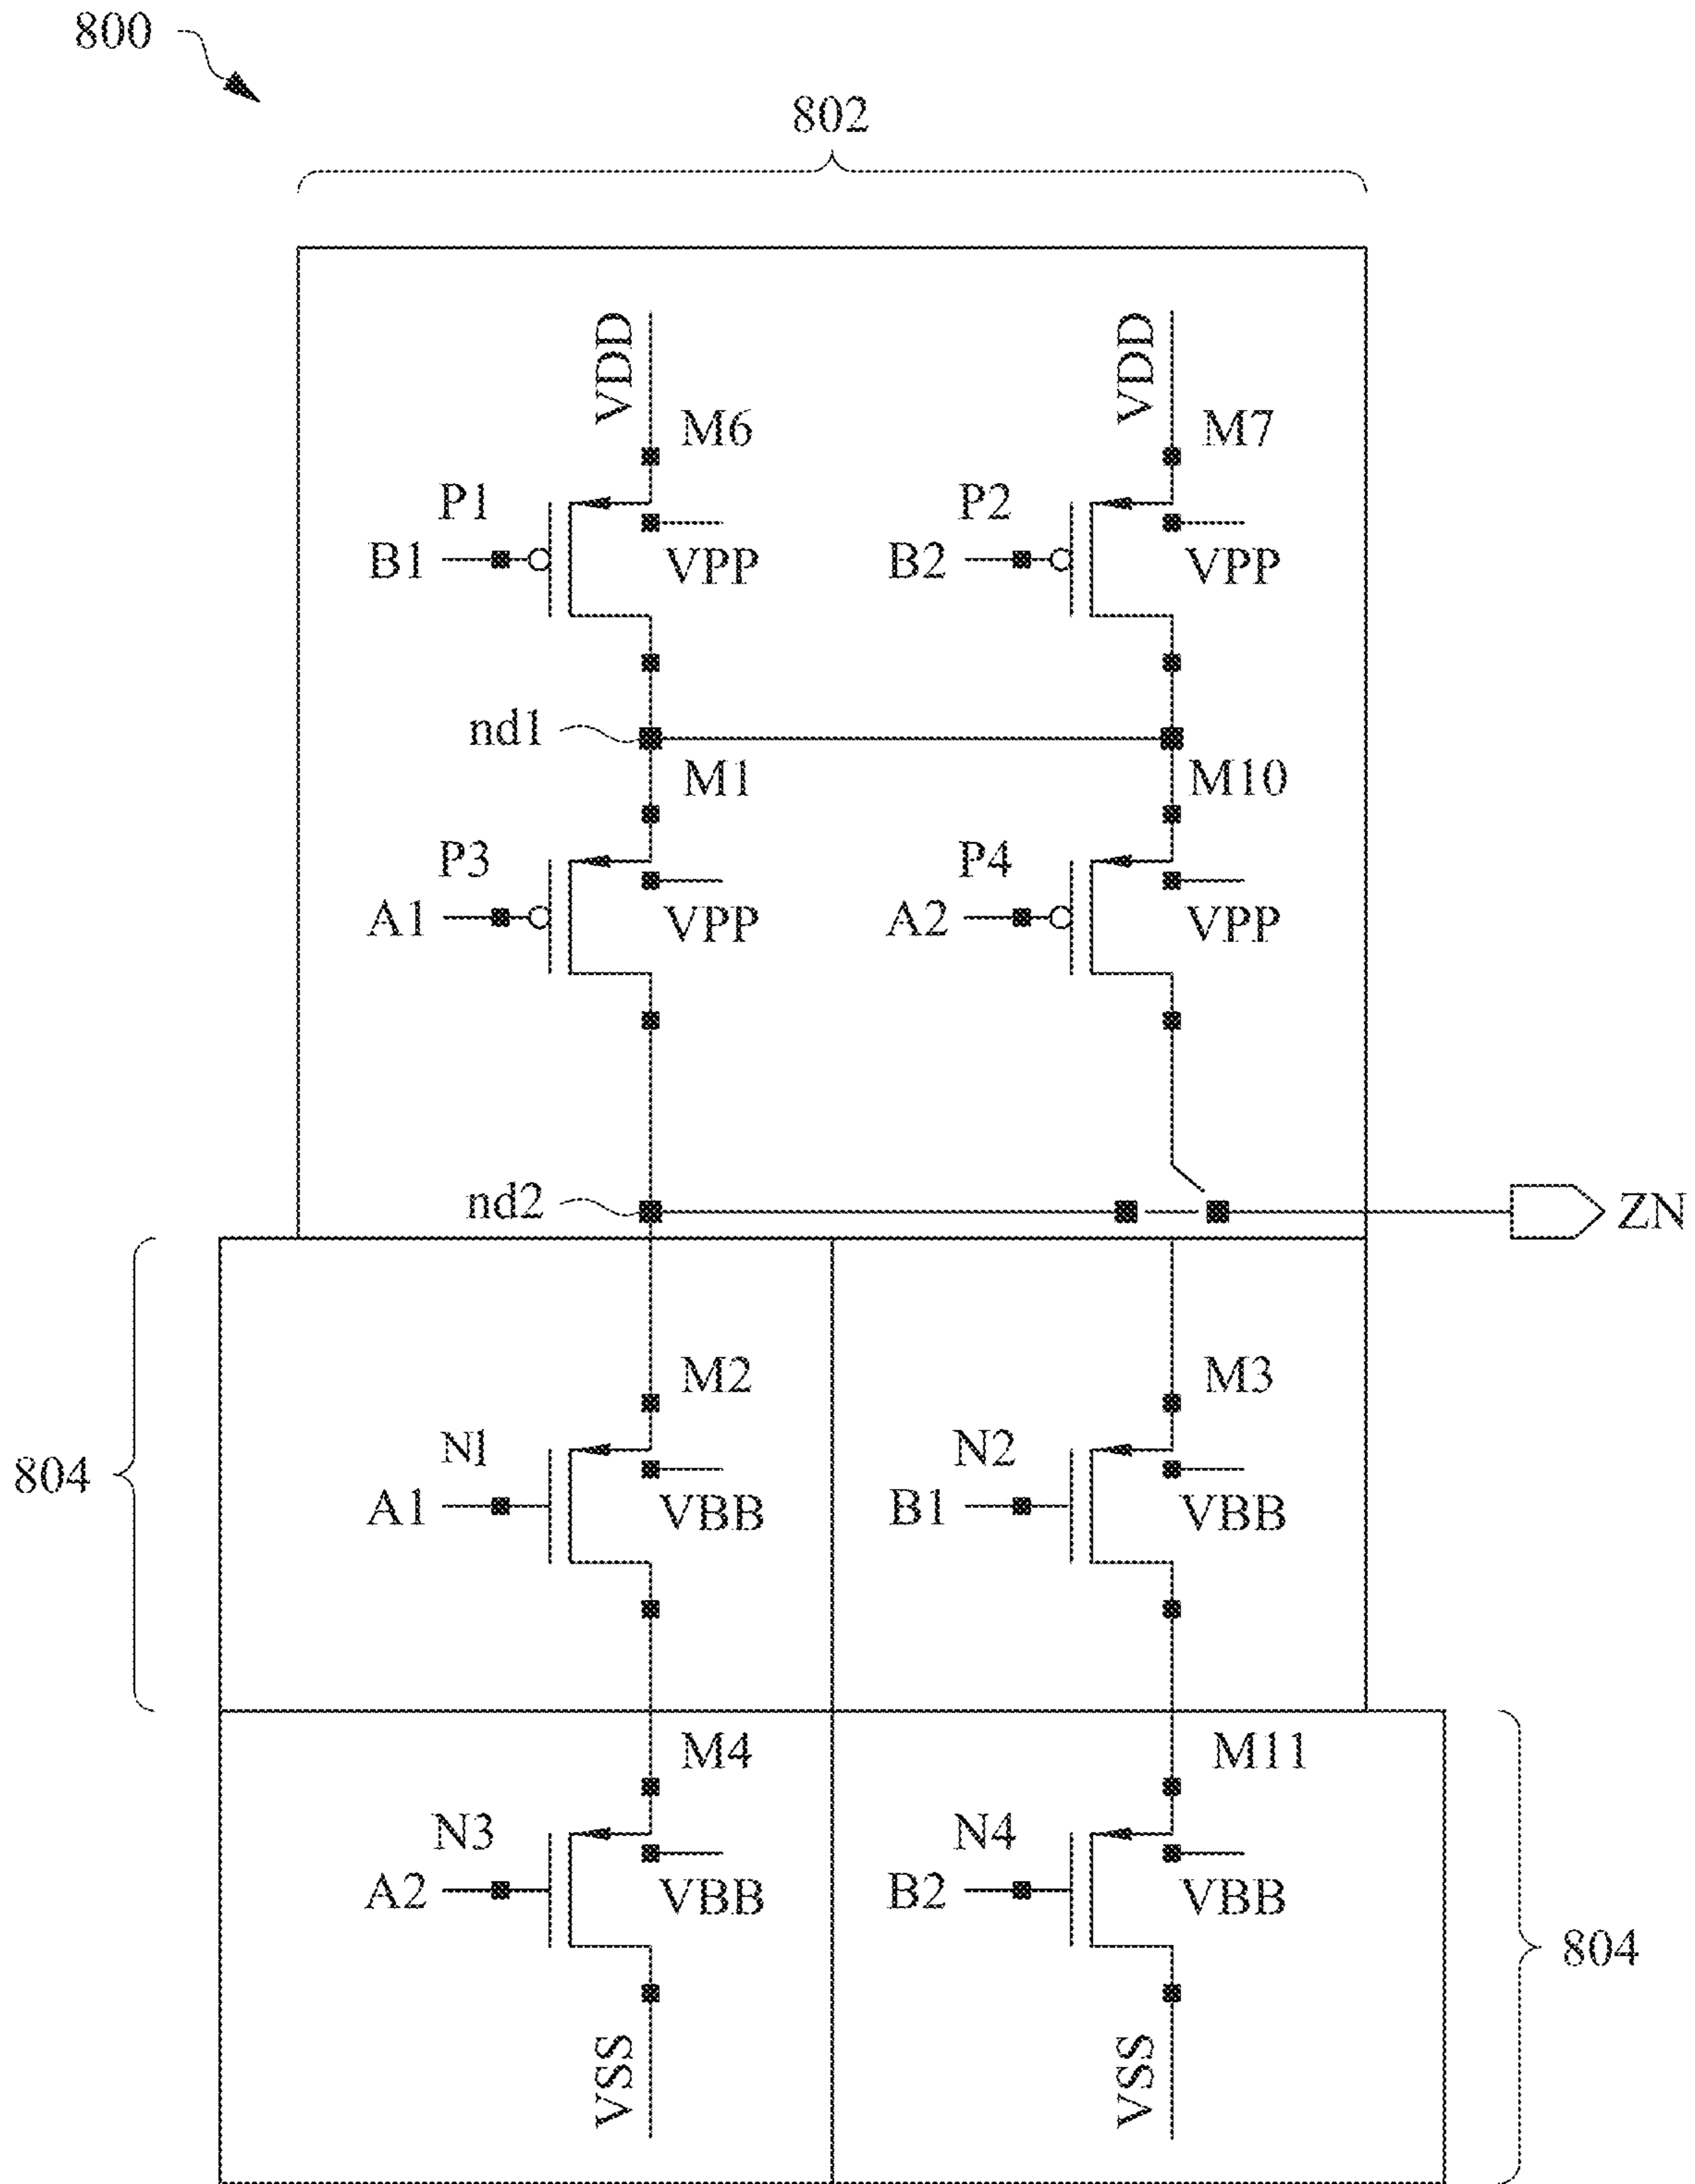 800
802
VDD
VDD
M6
M7
P1
P2
B1
VPP
B2
VPP
nd1
M1
M10
P3
P4
A1
VPP
A2
VPP
nd2
ZN
M2
M3
N1
N2
804
A1
VBB
B1
VBB
M4
M11
N3
N4
A2
VBB
B2
VBB
804
VSS
VSS